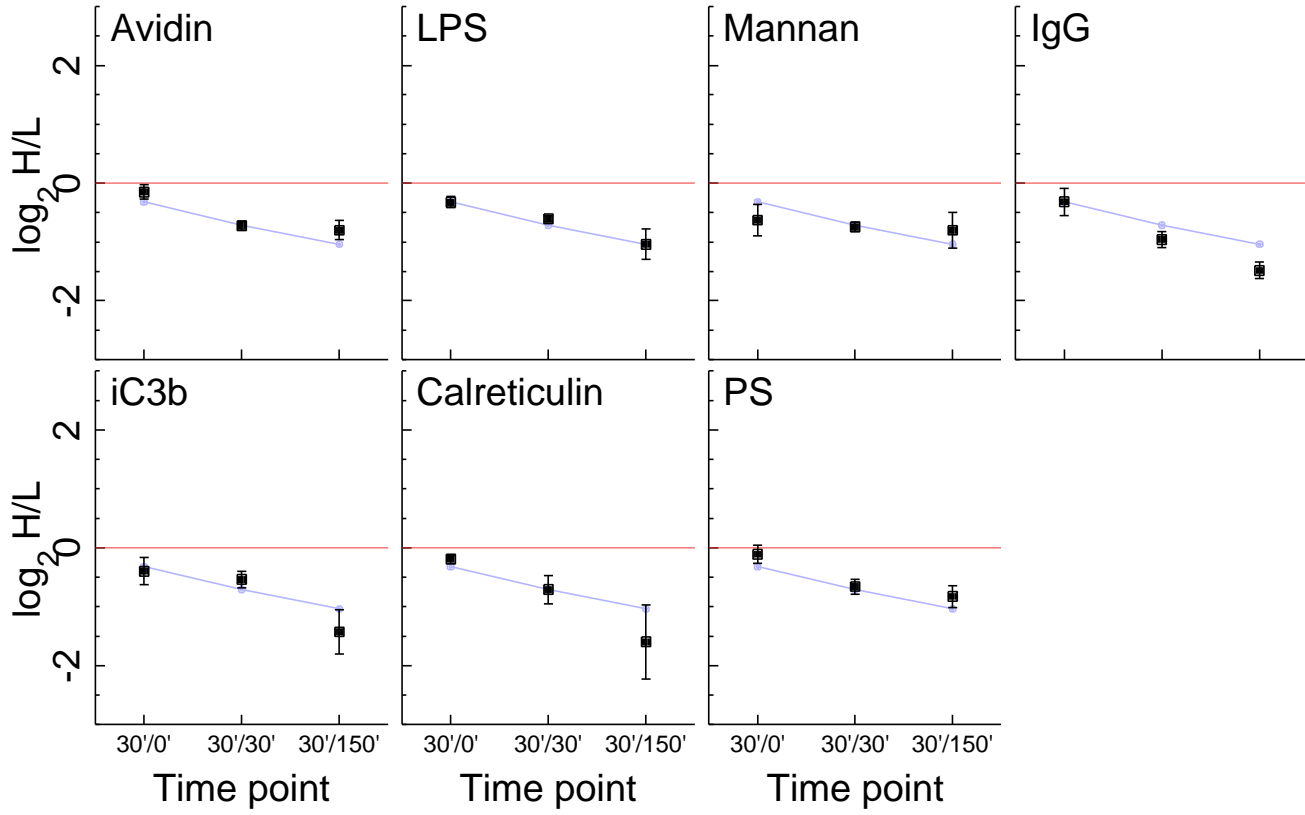 Avidin LPS Mannan IgG
2
0
-2
log2 H/L
iC3b Calreticulin PS
2
0
-2
log2 H/L
30'/0' 30'/30' 30'/150' 30'/0' 30'/30' 30'/150' 30'/0' 30'/30' 30'/150'
Time point Time point Time point